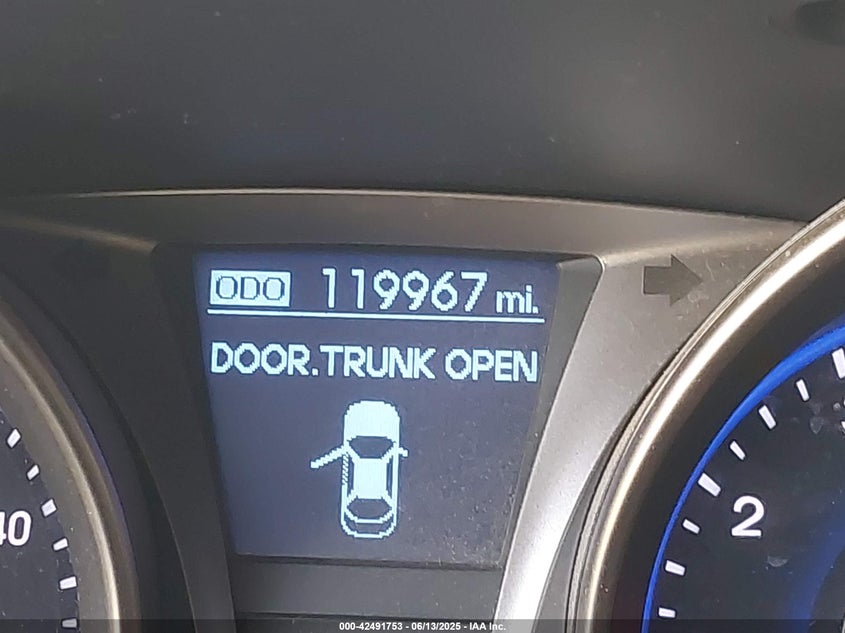 ODO 119967 mi.
DOOR.TRUNK OPEN
40
2
000-42491753 - 06/13/2025 - IAA Inc.